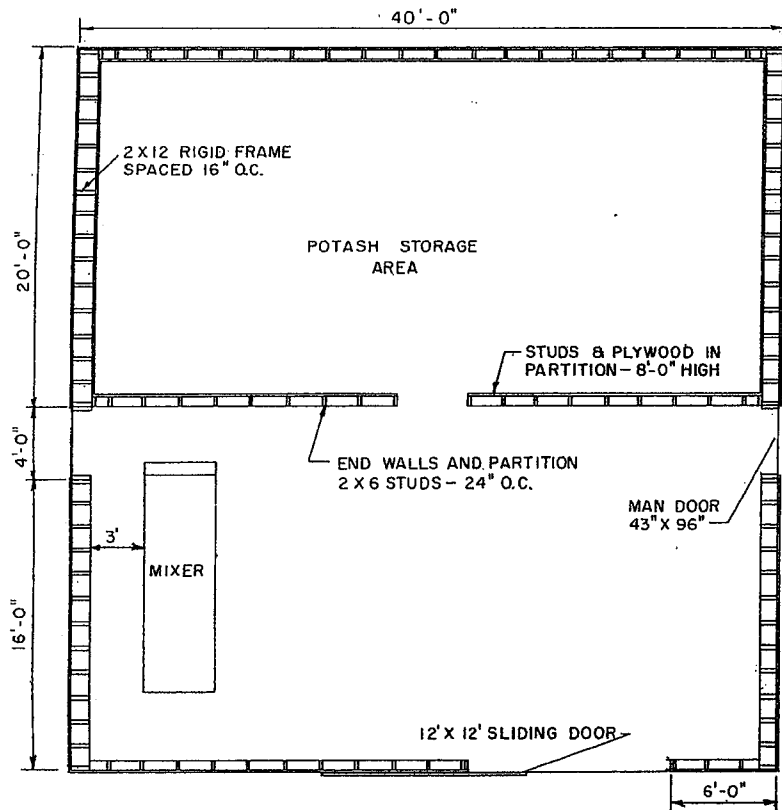 40'-0"
2 X 12 RIGID FRAME
SPACED 16" O.C.
20'-0"
POTASH STORAGE
AREA
STUDS & PLYWOOD IN
PARTITION - 8'-0" HIGH
4'-0"
END WALLS AND PARTITION
2 X 6 STUDS - 24" O.C.
MAN DOOR
43" X 96"
3'
MIXER
16'-0"
12' X 12' SLIDING DOOR
6'-0"